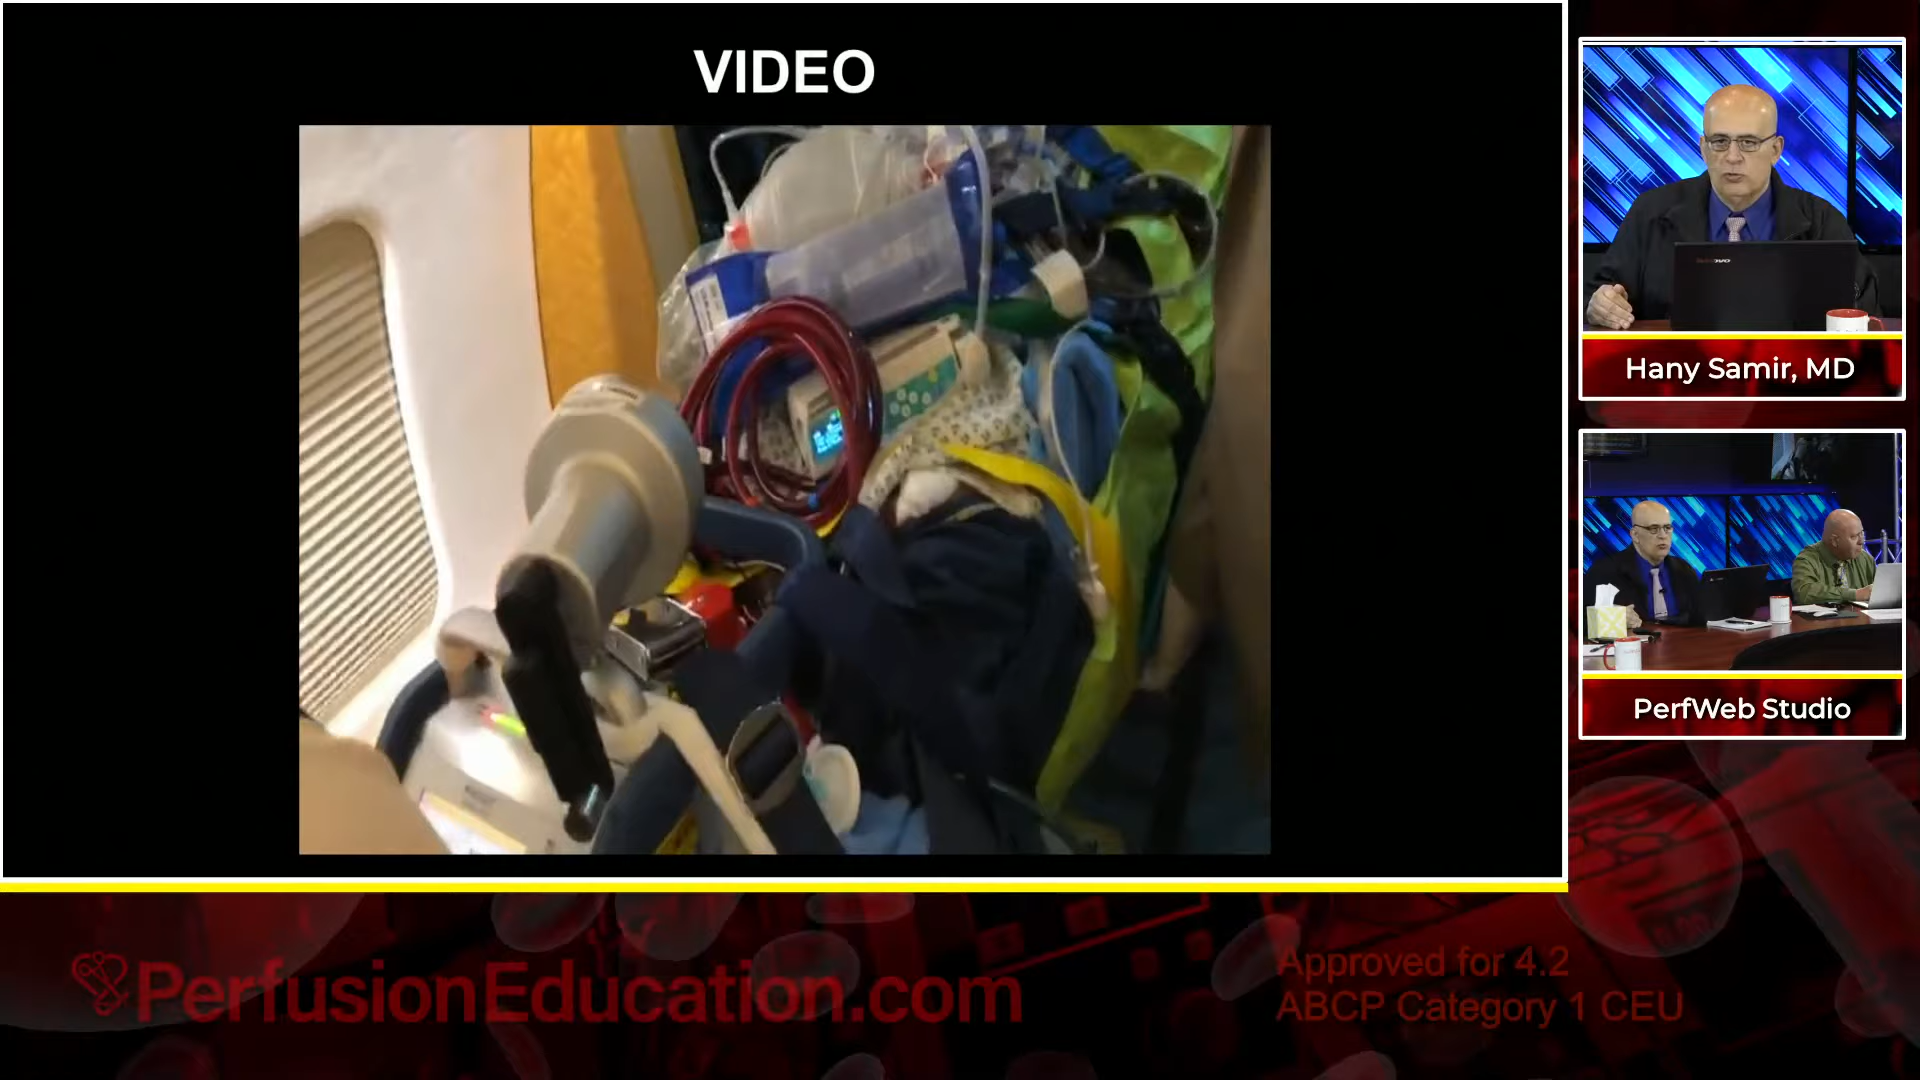 VIDEO
Hany Samir, MD
PerfWeb Studio
PerfusionEducation.com
Approved for 4.2
ABCP Category 1 CEU